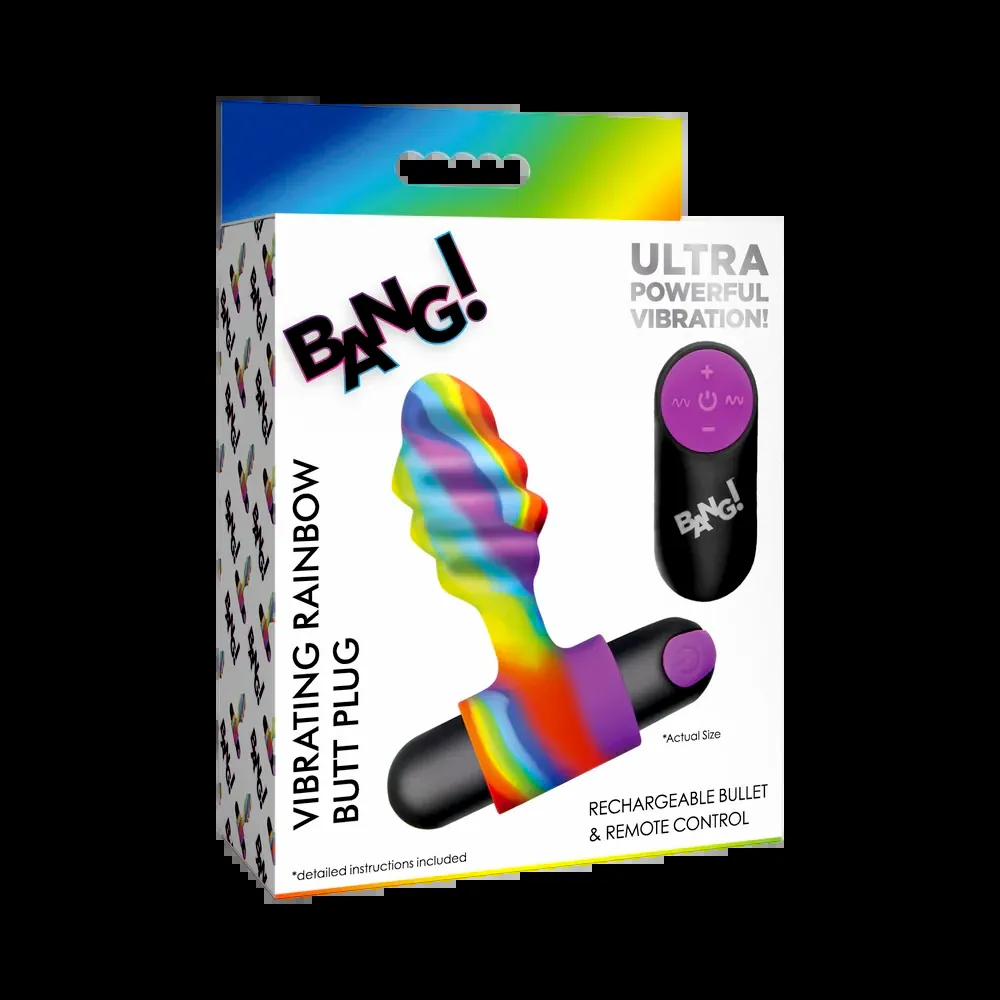 BANG!
ULTRA
POWERFUL
VIBRATION!
BANG!
VIBRATING RAINBOW
BUTT PLUG
*Actual Size
RECHARGEABLE BULLET
& REMOTE CONTROL
*detailed instructions included